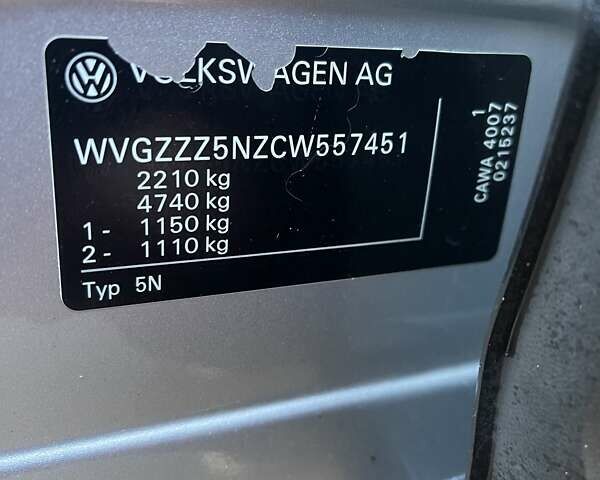 VOLKSWAGEN AG
WVGZZZ5NZCW557451
2210 kg
4740 kg
1- 1150 kg
2- 1110 kg
Typ 5N
1
CAWA 4007
0215237